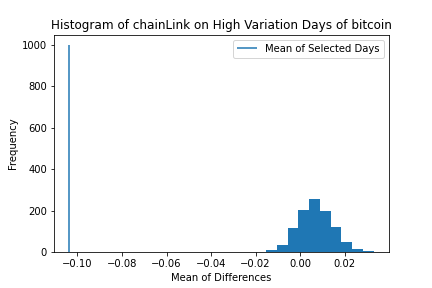 Histogram of chainLink on High Variation Days of bitcoin
Mean of Selected Days
Frequency
1000
800
600
400
200
0
−0.10 −0.08 −0.06 −0.04 −0.02 0.00 0.02
Mean of Differences